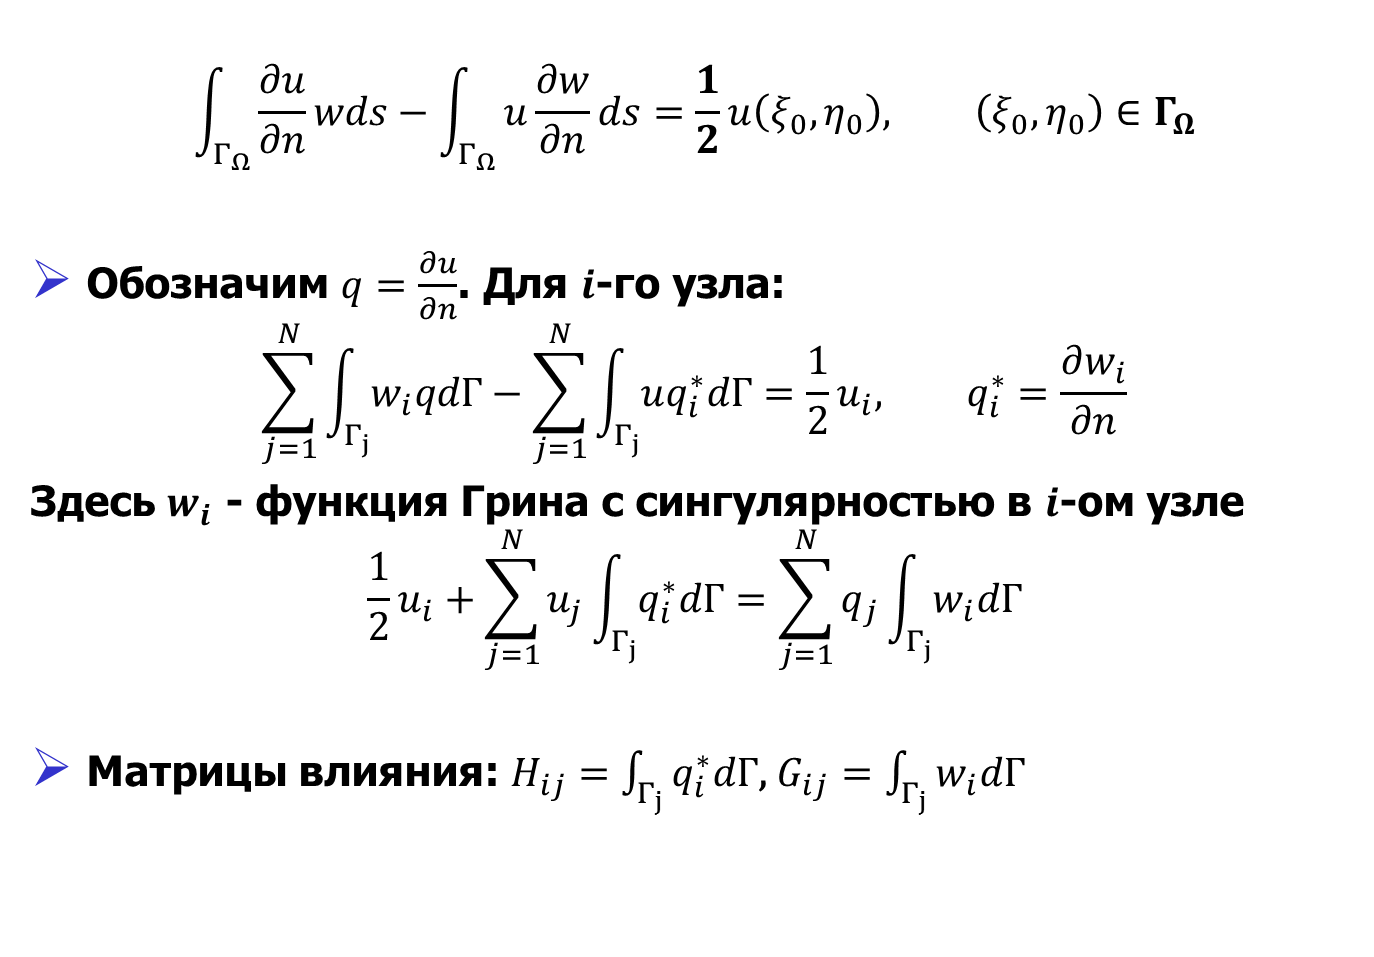 ∫_{Γ_Ω} ∂u/∂n wds − ∫_{Γ_Ω} u ∂w/∂n ds = 1/2 u(ξ₀, η₀), (ξ₀, η₀) ∈ Γ_Ω
➢ Обозначим q = ∂u/∂n. Для i-го узла:
∑_{j=1}^{N} ∫_{Γ_j} w_i qdΓ − ∑_{j=1}^{N} ∫_{Γ_j} uq_i^* dΓ = 1/2 u_i, q_i^* = ∂w_i/∂n
Здесь w_i - функция Грина с сингулярностью в i-ом узле
1/2 u_i + ∑_{j=1}^{N} u_j ∫_{Γ_j} q_i^* dΓ = ∑_{j=1}^{N} q_j ∫_{Γ_j} w_i dΓ
➢ Матрицы влияния: H_{ij} = ∫_{Γ_j} q_i^* dΓ, G_{ij} = ∫_{Γ_j} w_i dΓ